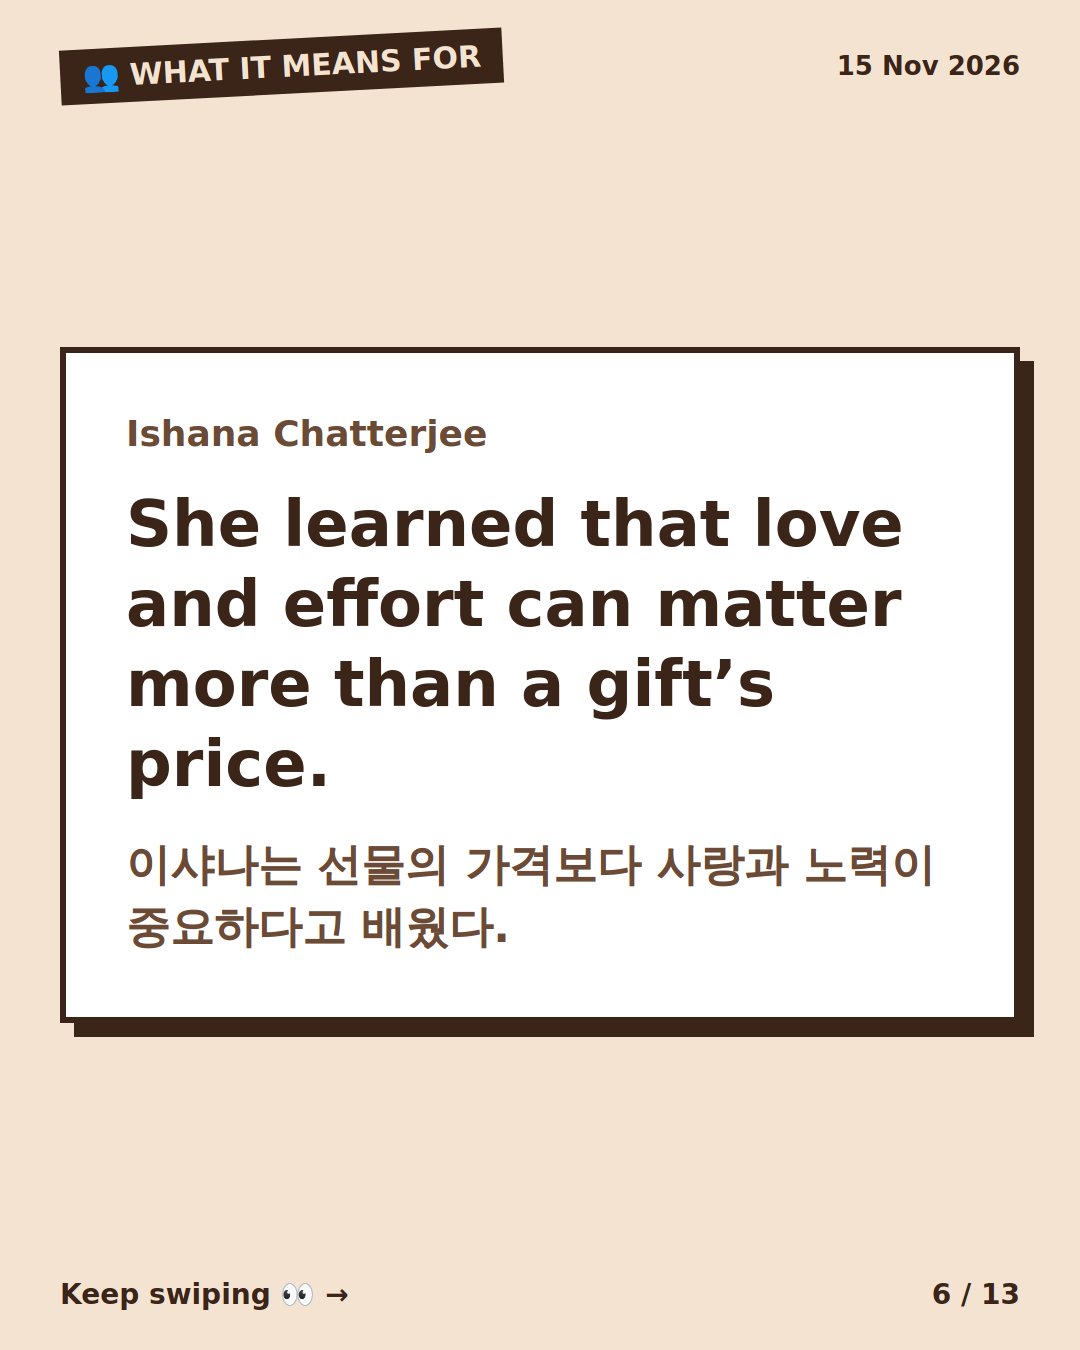 👥 WHAT IT MEANS FOR
15 Nov 2026
Ishana Chatterjee
She learned that love
and effort can matter
more than a gift’s
price.
이샤나는 선물의 가격보다 사랑과 노력이
중요하다고 배웠다.
Keep swiping 👀 →
6 / 13